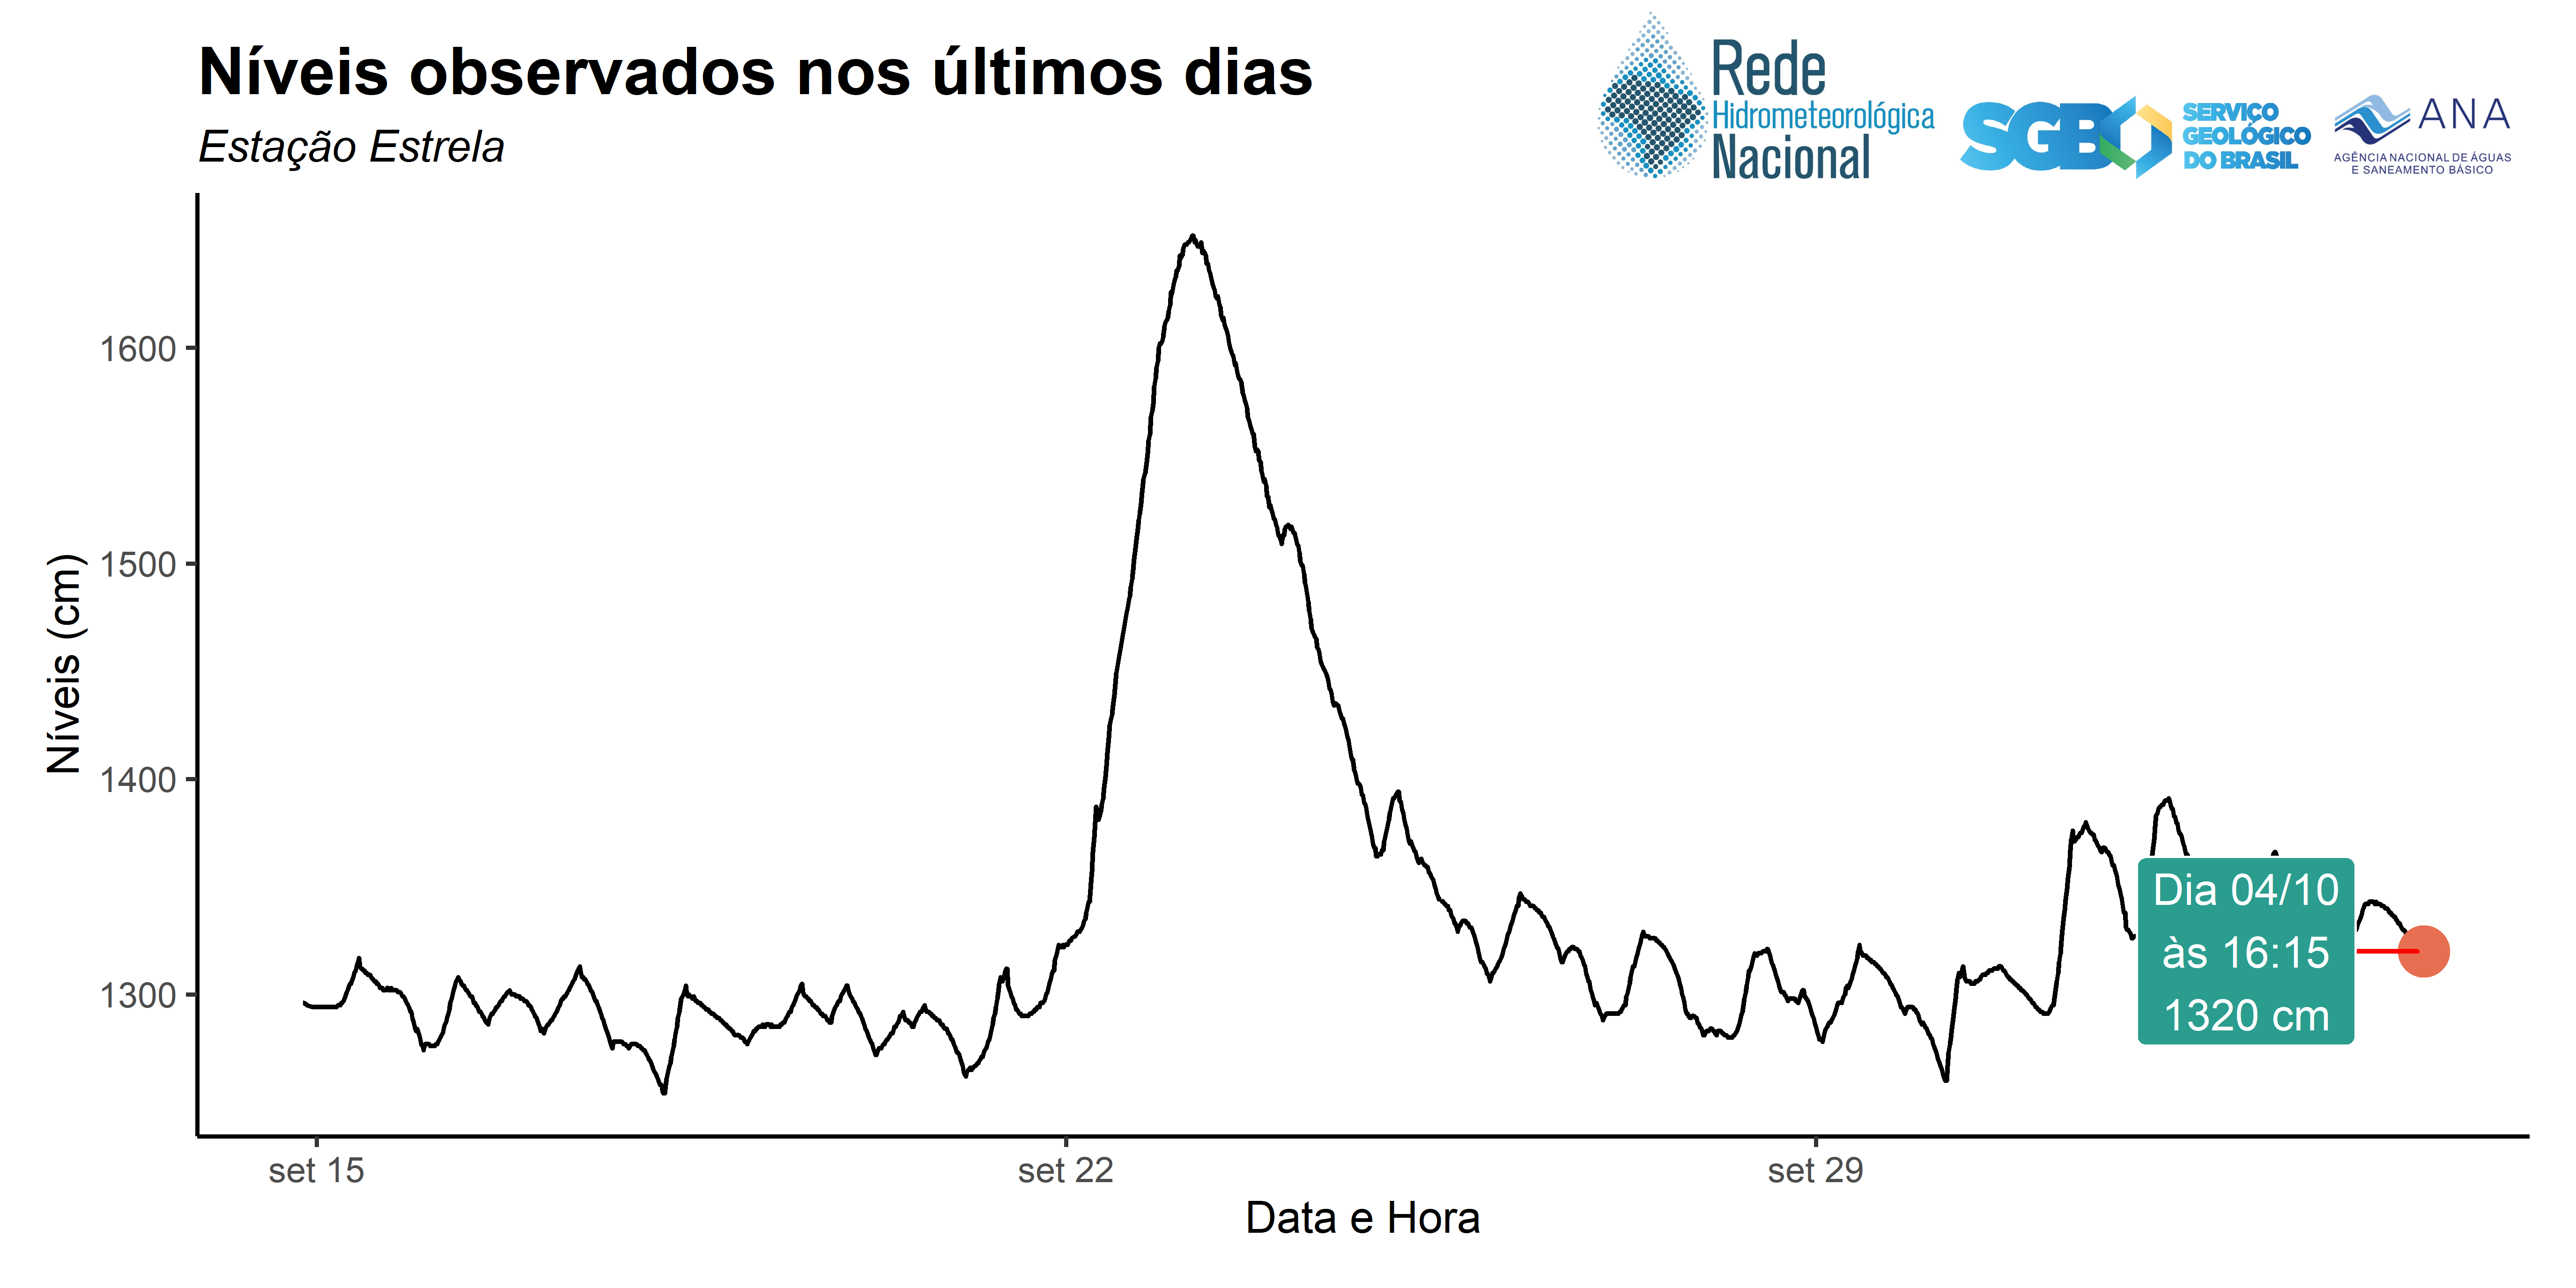 Níveis observados nos últimos dias
Estação Estrela
Rede
Hidrometeorológica
Nacional
SGB
SERVIÇO
GEOLÓGICO
DO BRASIL
ANA
AGÊNCIA NACIONAL DE ÁGUAS
E SANEAMENTO BÁSICO
Níveis (cm)
1600
1500
1400
1300
Dia 04/10
às 16:15
1320 cm
set 15
set 22
set 29
Data e Hora